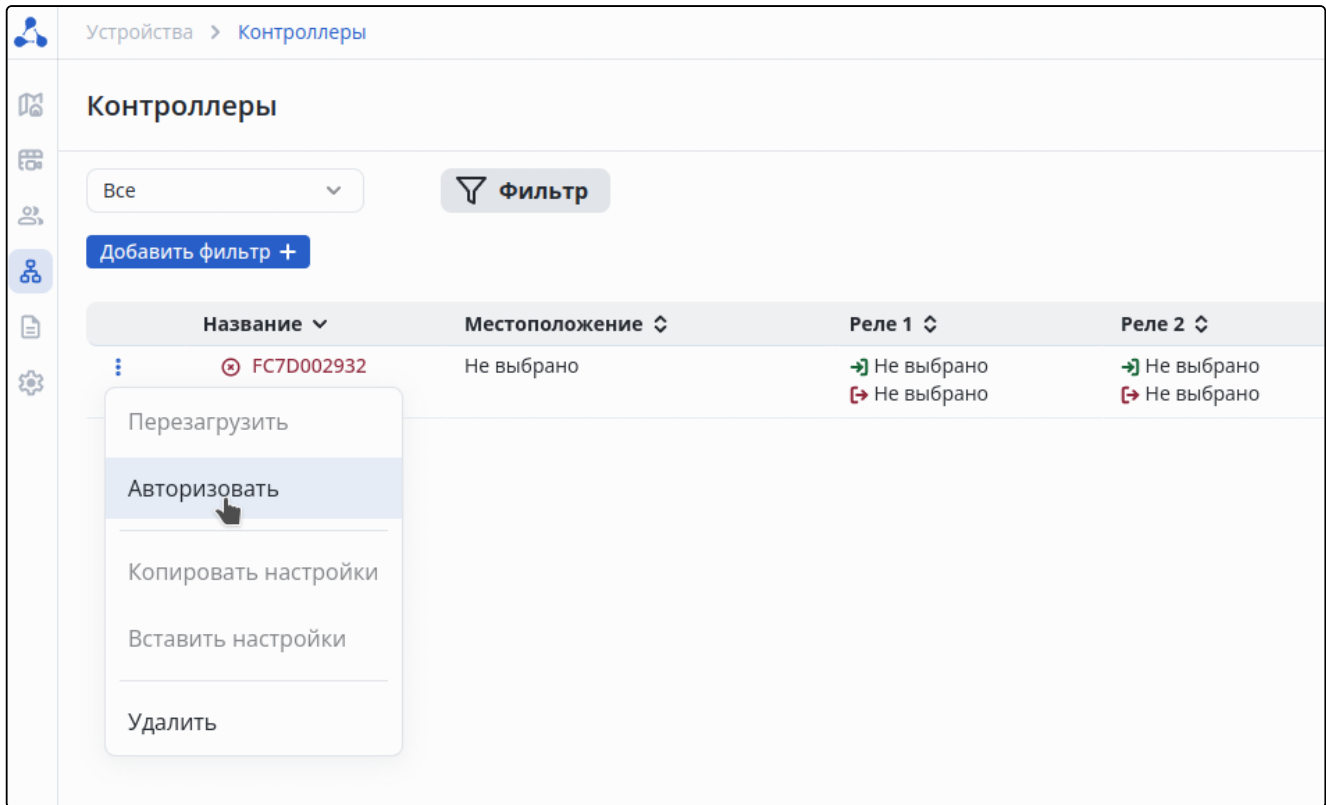 Устройства > Контроллеры
Контроллеры
Все
Фильтр
Добавить фильтр +
Название Местоположение Реле 1 Реле 2
FC7D002932 Не выбрано Не выбрано Не выбрано
Не выбрано Не выбрано
Перезагрузить
Авторизовать
Копировать настройки
Вставить настройки
Удалить